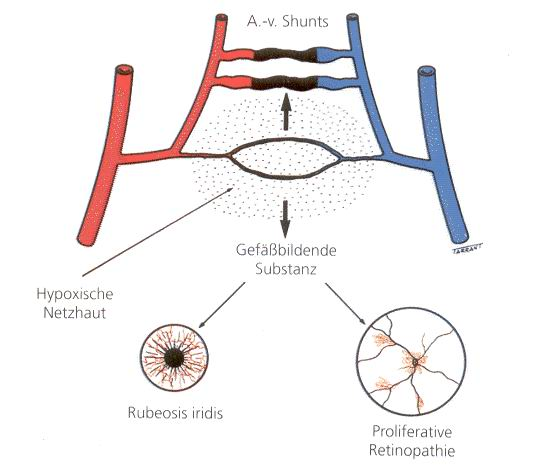 A.-v. Shunts
Gefäßbildende
Substanz
TARRANT
Hypoxische
Netzhaut
Rubeosis iridis
Proliferative
Retinopathie